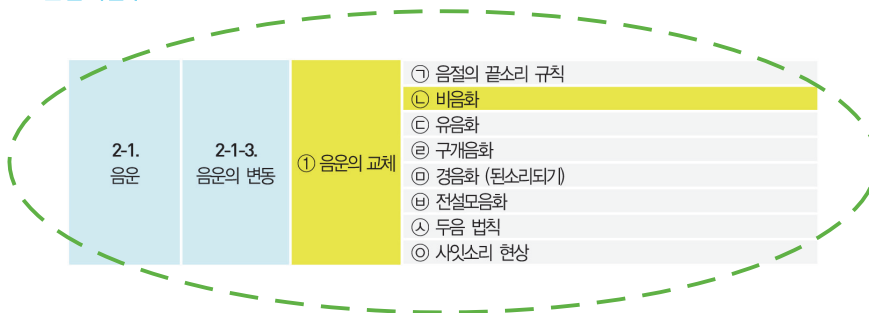 ㉠ 음절의 끝소리 규칙
㉡ 비음화
㉢ 유음화
2-1.
음운
2-1-3.
음운의 변동
① 음운의 교체
㉣ 구개음화
㉤ 경음화 (된소리되기)
㉥ 전설모음화
㉦ 두음 법칙
㉧ 사잇소리 현상